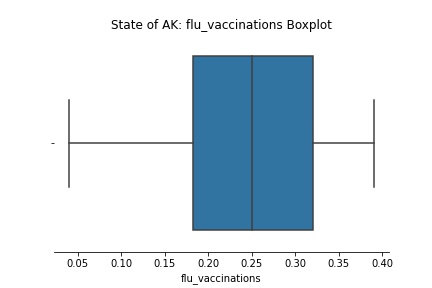 State of AK: flu_vaccinations Boxplot
-
0.05 0.10 0.15 0.20 0.25 0.30 0.35 0.40
flu_vaccinations